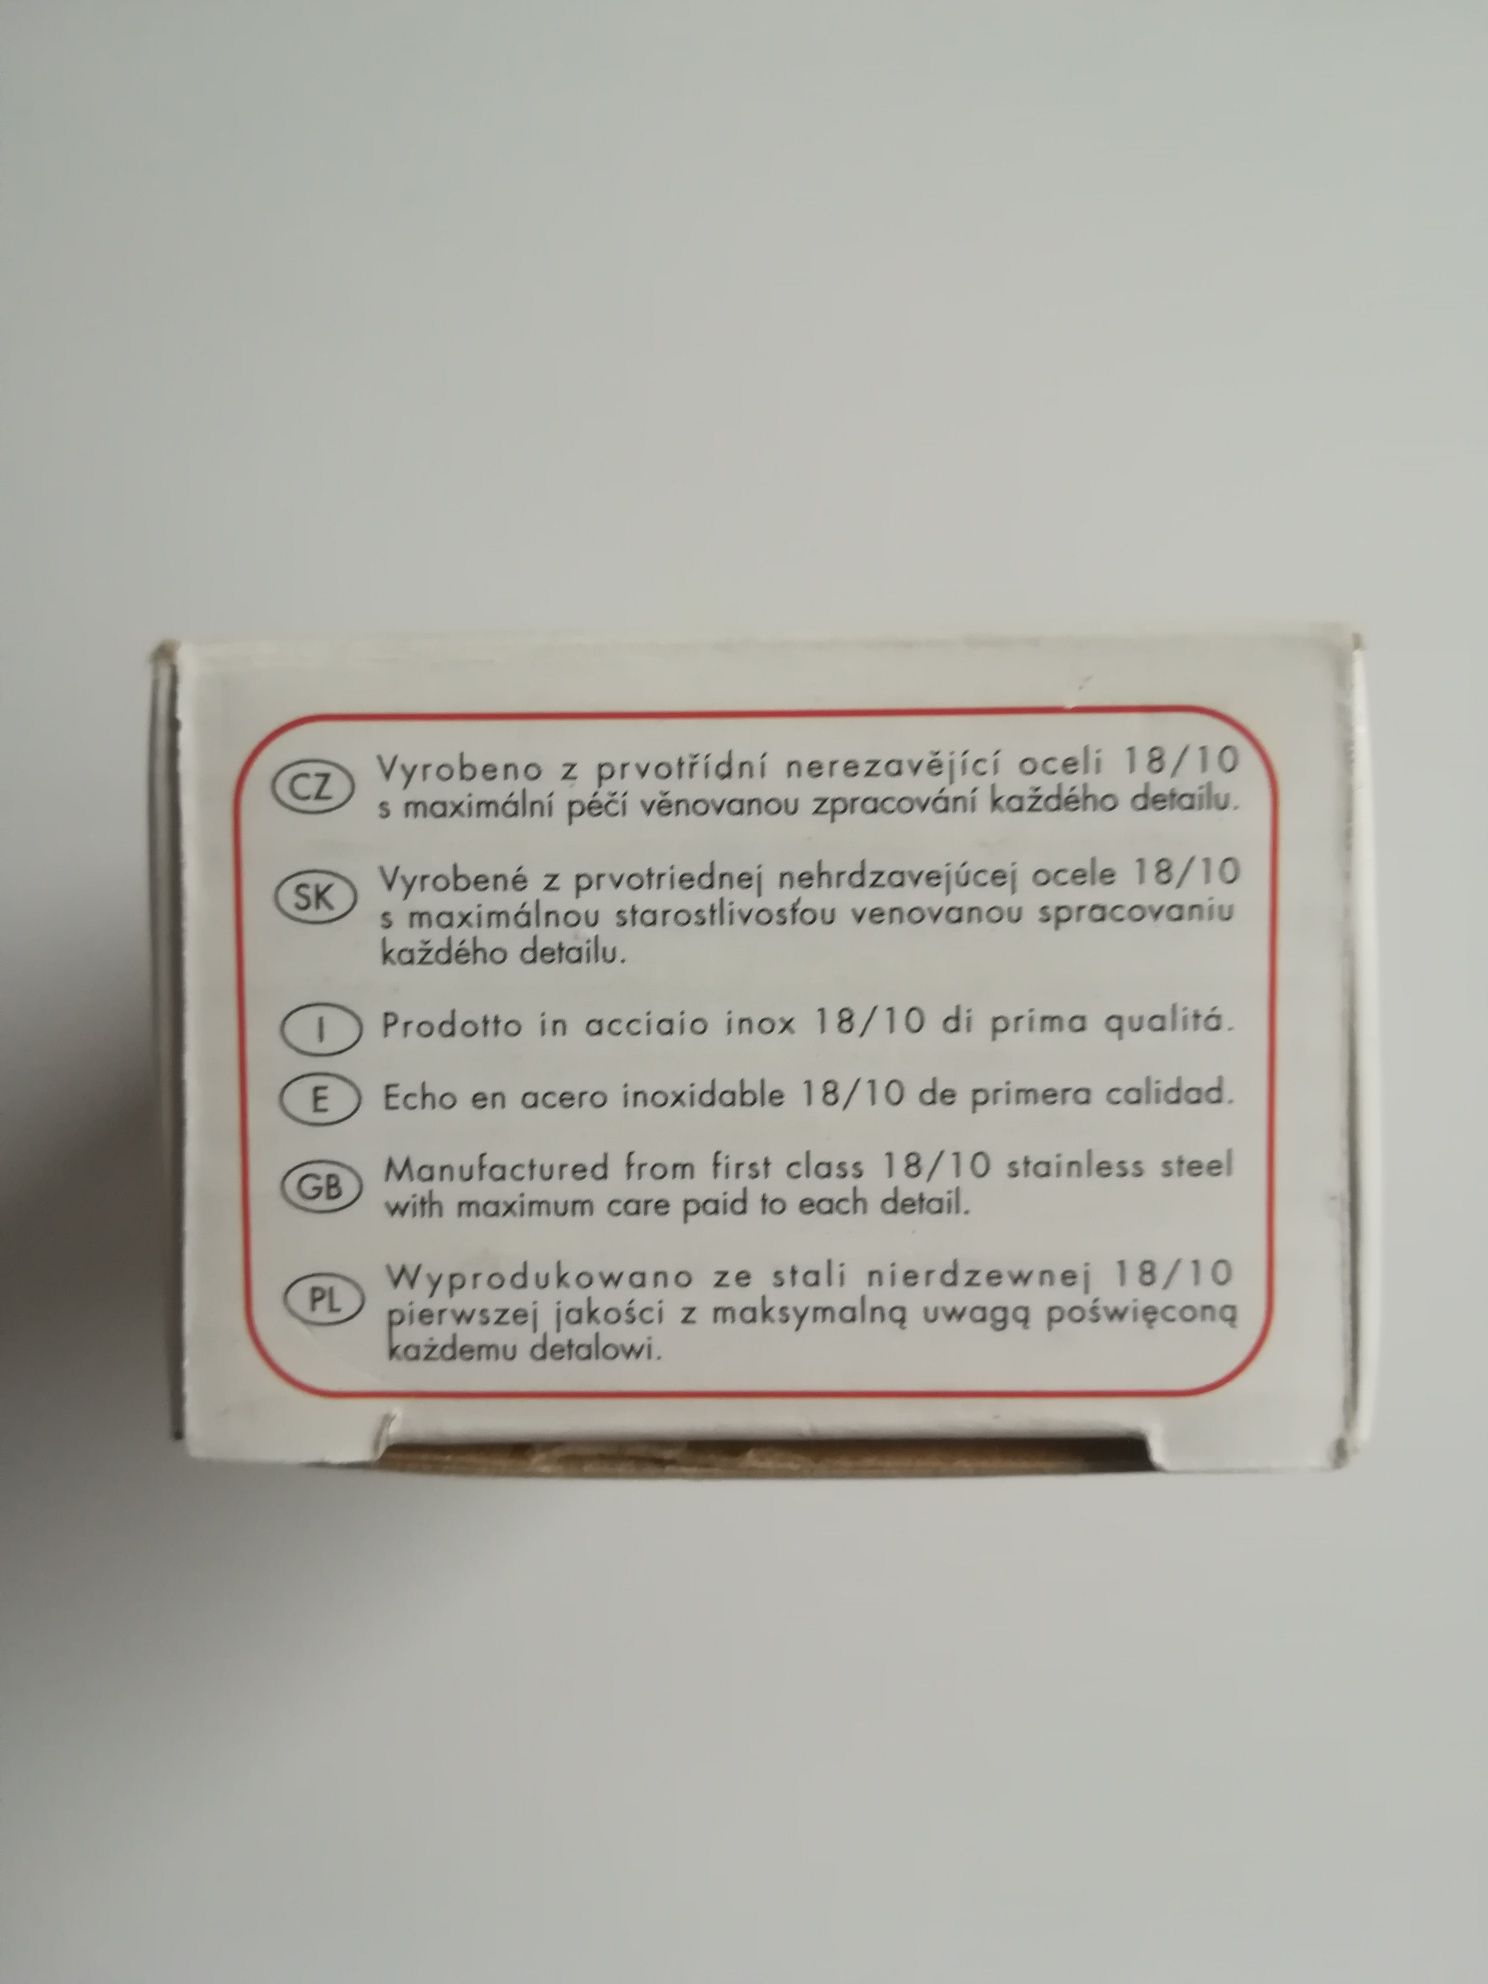 CZ Vyrobeno z prvotřídní nerezavějící oceli 18/10
s maximální péčí věnovanou zpracování každého detailu.
SK Vyrobené z prvotriednej nehrdzavejúcej ocele 18/10
s maximálnou starostlivosťou venovanou spracovaniu
každého detailu.
I Prodotto in acciaio inox 18/10 di prima qualitá.
E Echo en acero inoxidable 18/10 de primera calidad.
GB Manufactured from first class 18/10 stainless steel
with maximum care paid to each detail.
PL Wyprodukowano ze stali nierdzewnej 18/10
pierwszej jakości z maksymalną uwagą poświęconą
każdemu detalowi.